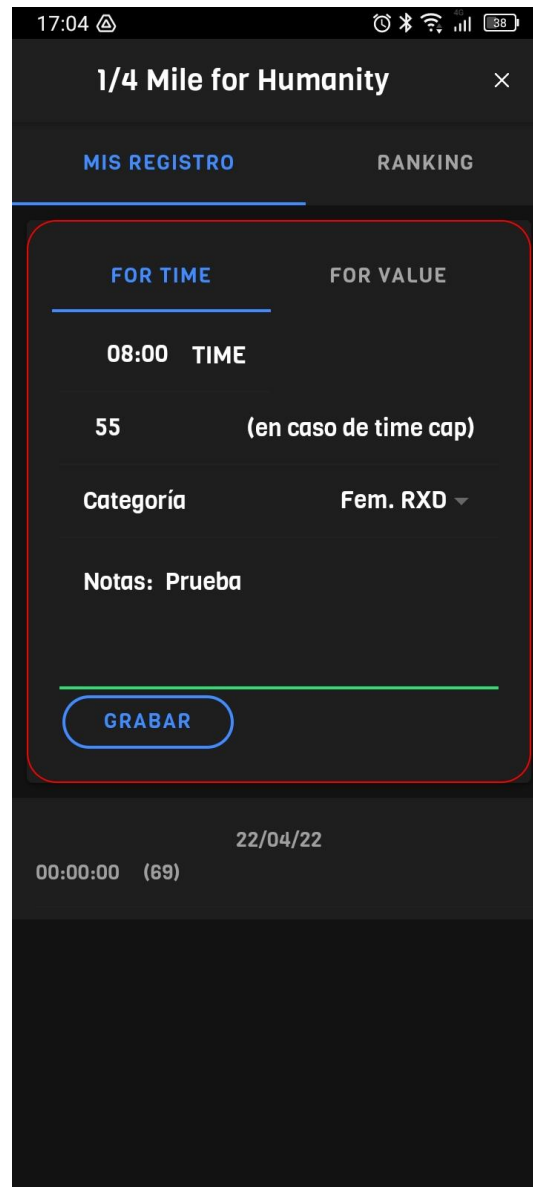 17:04
4G
38
1/4 Mile for Humanity
MIS REGISTRO RANKING
FOR TIME FOR VALUE
08:00 TIME
55 (en caso de time cap)
Categoría Fem. RXD
Notas: Prueba
GRABAR
22/04/22
00:00:00 (69)